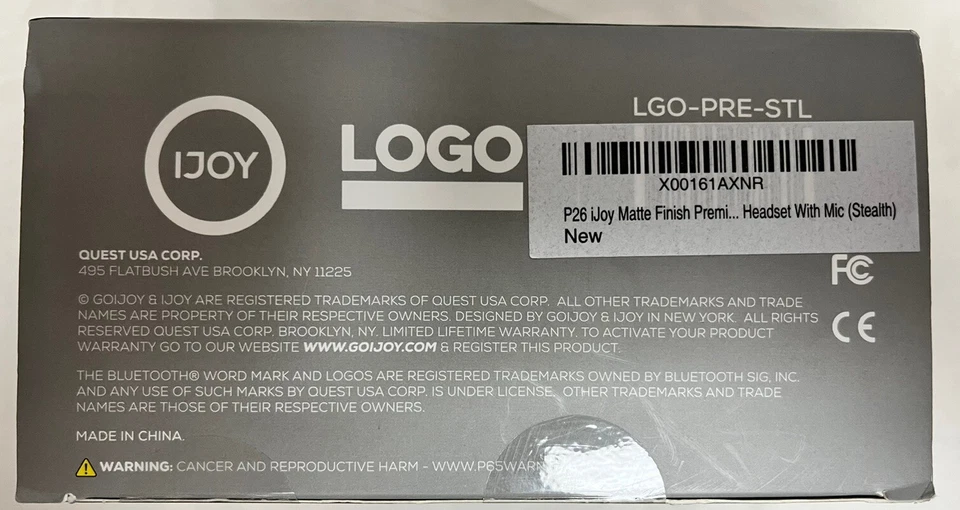 IJOY
LOGO
LGO-PRE-STL
X00161AXNR
P26 iJoy Matte Finish Premi... Headset With Mic (Stealth)
New
FC
CE
QUEST USA CORP.
495 FLATBUSH AVE BROOKLYN, NY 11225
© GOIJOY & IJOY ARE REGISTERED TRADEMARKS OF QUEST USA CORP. ALL OTHER TRADEMARKS AND TRADE
NAMES ARE PROPERTY OF THEIR RESPECTIVE OWNERS. DESIGNED BY GOIJOY & IJOY IN NEW YORK. ALL RIGHTS
RESERVED QUEST USA CORP. BROOKLYN, NY. LIMITED LIFETIME WARRANTY. TO ACTIVATE YOUR PRODUCT
WARRANTY GO TO OUR WEBSITE WWW.GOIJOY.COM & REGISTER THIS PRODUCT.
THE BLUETOOTH® WORD MARK AND LOGOS ARE REGISTERED TRADEMARKS OWNED BY BLUETOOTH SIG, INC.
AND ANY USE OF SUCH MARKS BY QUEST USA CORP. IS UNDER LICENSE. OTHER TRADEMARKS AND TRADE
NAMES ARE THOSE OF THEIR RESPECTIVE OWNERS.
MADE IN CHINA.
WARNING: CANCER AND REPRODUCTIVE HARM - WWW.P65WARN